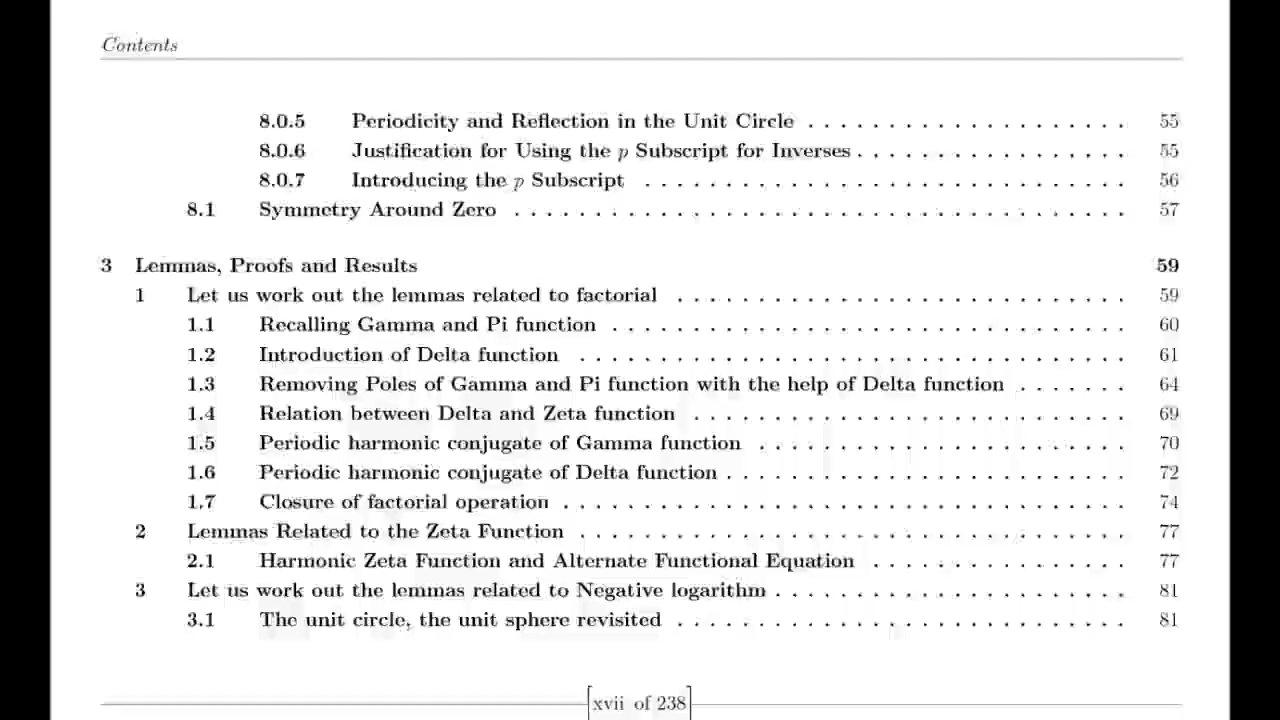 Contents
8.0.5 Periodicity and Reflection in the Unit Circle . . . . . . . . . . . . . . . . . . . . 55
8.0.6 Justification for Using the p Subscript for Inverses . . . . . . . . . . . . . . . . . 55
8.0.7 Introducing the p Subscript . . . . . . . . . . . . . . . . . . . . . . . . . . . . . . 56
8.1 Symmetry Around Zero . . . . . . . . . . . . . . . . . . . . . . . . . . . . . . . . . . . . . . 57
3 Lemmas, Proofs and Results 59
1 Let us work out the lemmas related to factorial . . . . . . . . . . . . . . . . . . . . . . . . . . . . 59
1.1 Recalling Gamma and Pi function . . . . . . . . . . . . . . . . . . . . . . . . . . . . . . . . 60
1.2 Introduction of Delta function . . . . . . . . . . . . . . . . . . . . . . . . . . . . . . . . . . 61
1.3 Removing Poles of Gamma and Pi function with the help of Delta function . . . . . . . 64
1.4 Relation between Delta and Zeta function . . . . . . . . . . . . . . . . . . . . . . . . . . . 69
1.5 Periodic harmonic conjugate of Gamma function . . . . . . . . . . . . . . . . . . . . . . . 70
1.6 Periodic harmonic conjugate of Delta function . . . . . . . . . . . . . . . . . . . . . . . . . 72
1.7 Closure of factorial operation . . . . . . . . . . . . . . . . . . . . . . . . . . . . . . . . . . . 74
2 Lemmas Related to the Zeta Function . . . . . . . . . . . . . . . . . . . . . . . . . . . . . . . . . . 77
2.1 Harmonic Zeta Function and Alternate Functional Equation . . . . . . . . . . . . . . . . 77
3 Let us work out the lemmas related to Negative logarithm . . . . . . . . . . . . . . . . . . . . . . 81
3.1 The unit circle, the unit sphere revisited . . . . . . . . . . . . . . . . . . . . . . . . . . . . 81
[xvii of 238]